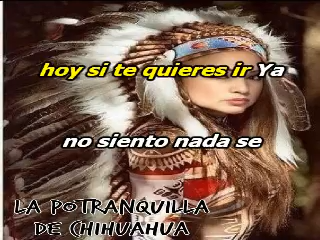 hoy si te quieres ir Ya
no siento nada se
LA POTRANQUILLA
DE CHIHUAHUA